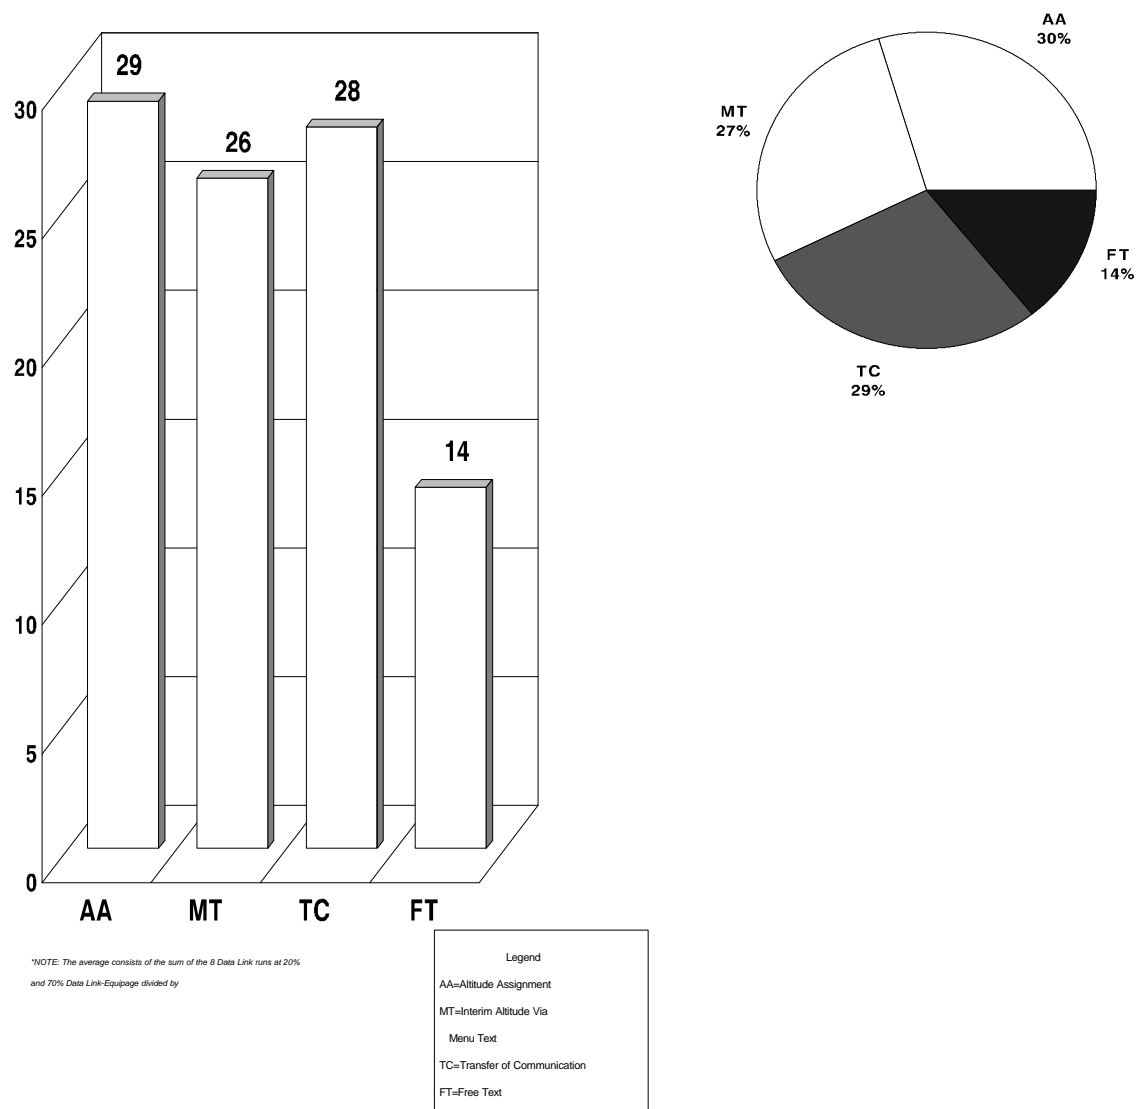 29
28
26
14
30
25
20
15
10
5
0
AA
MT
TC
FT
AA
30%
MT
27%
FT
14%
TC
29%
*NOTE: The average consists of the sum of the 8 Data Link runs at 20%
and 70% Data Link-Equipage divided by
Legend
AA=Altitude Assignment
MT=Interim Altitude Via
Menu Text
TC=Transfer of Communication
FT=Free Text